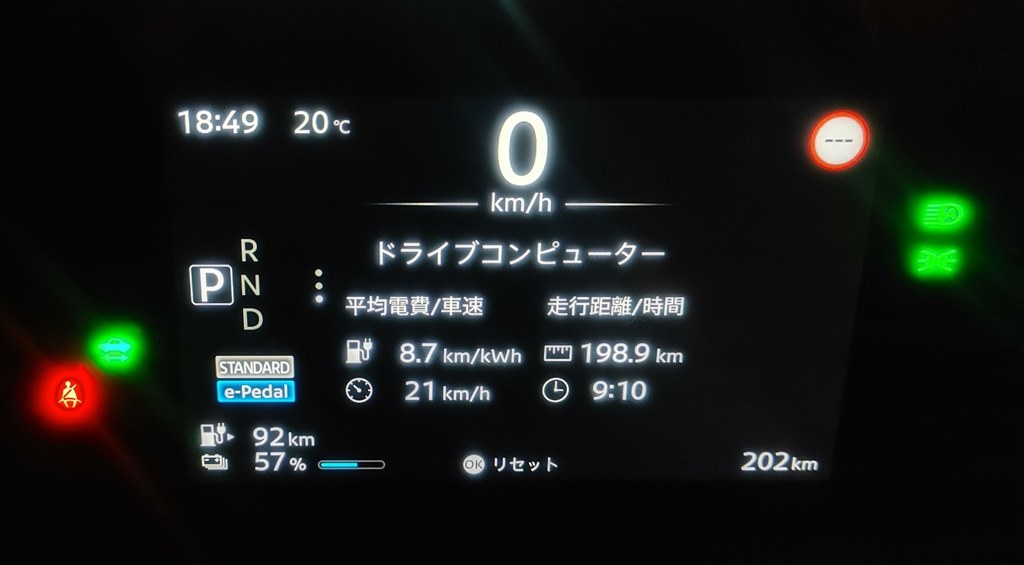 18:49 20℃
0
km/h
---
R
P N
D
ドライブコンピューター
平均電費/車速 走行距離/時間
8.7 km/kWh 198.9 km
21 km/h 9:10
STANDARD
e-Pedal
92 km
57 %
OK リセット
202 km